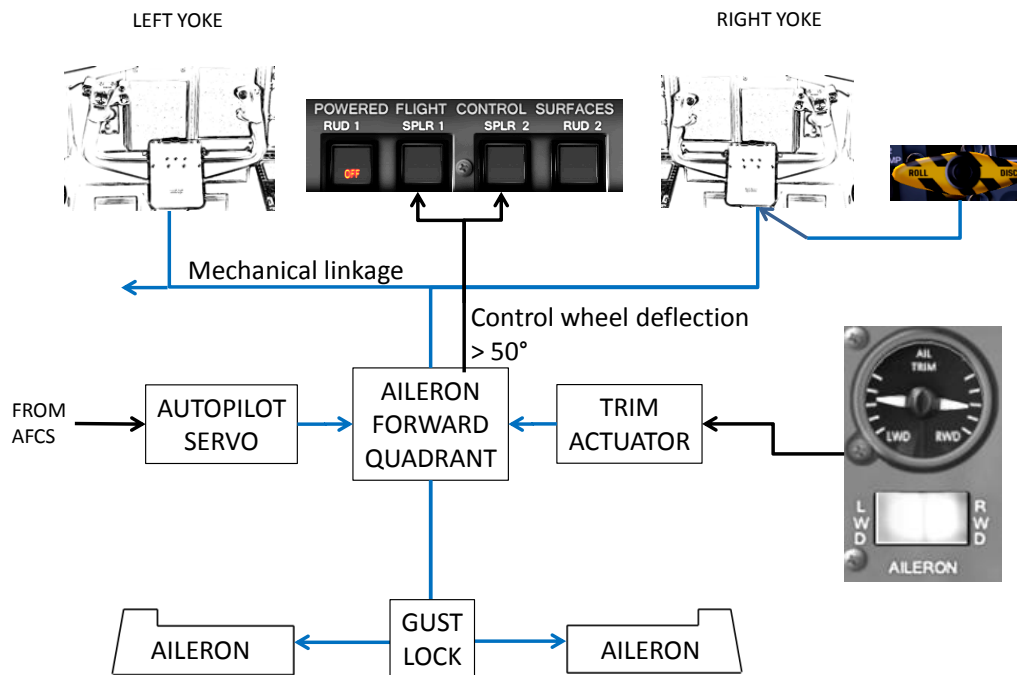 LEFT YOKE
RIGHT YOKE
POWERED FLIGHT CONTROL SURFACES
RUD 1 SPLR 1 SPLR 2 RUD 2
OFF
ROLL DISC
Mechanical linkage
Control wheel deflection
> 50°
FROM
AFCS
AUTOPILOT
SERVO
AILERON
FORWARD
QUADRANT
TRIM
ACTUATOR
AIL
TRIM
LWD RWD
LWD
RWD
AILERON
GUST
LOCK
AILERON
AILERON